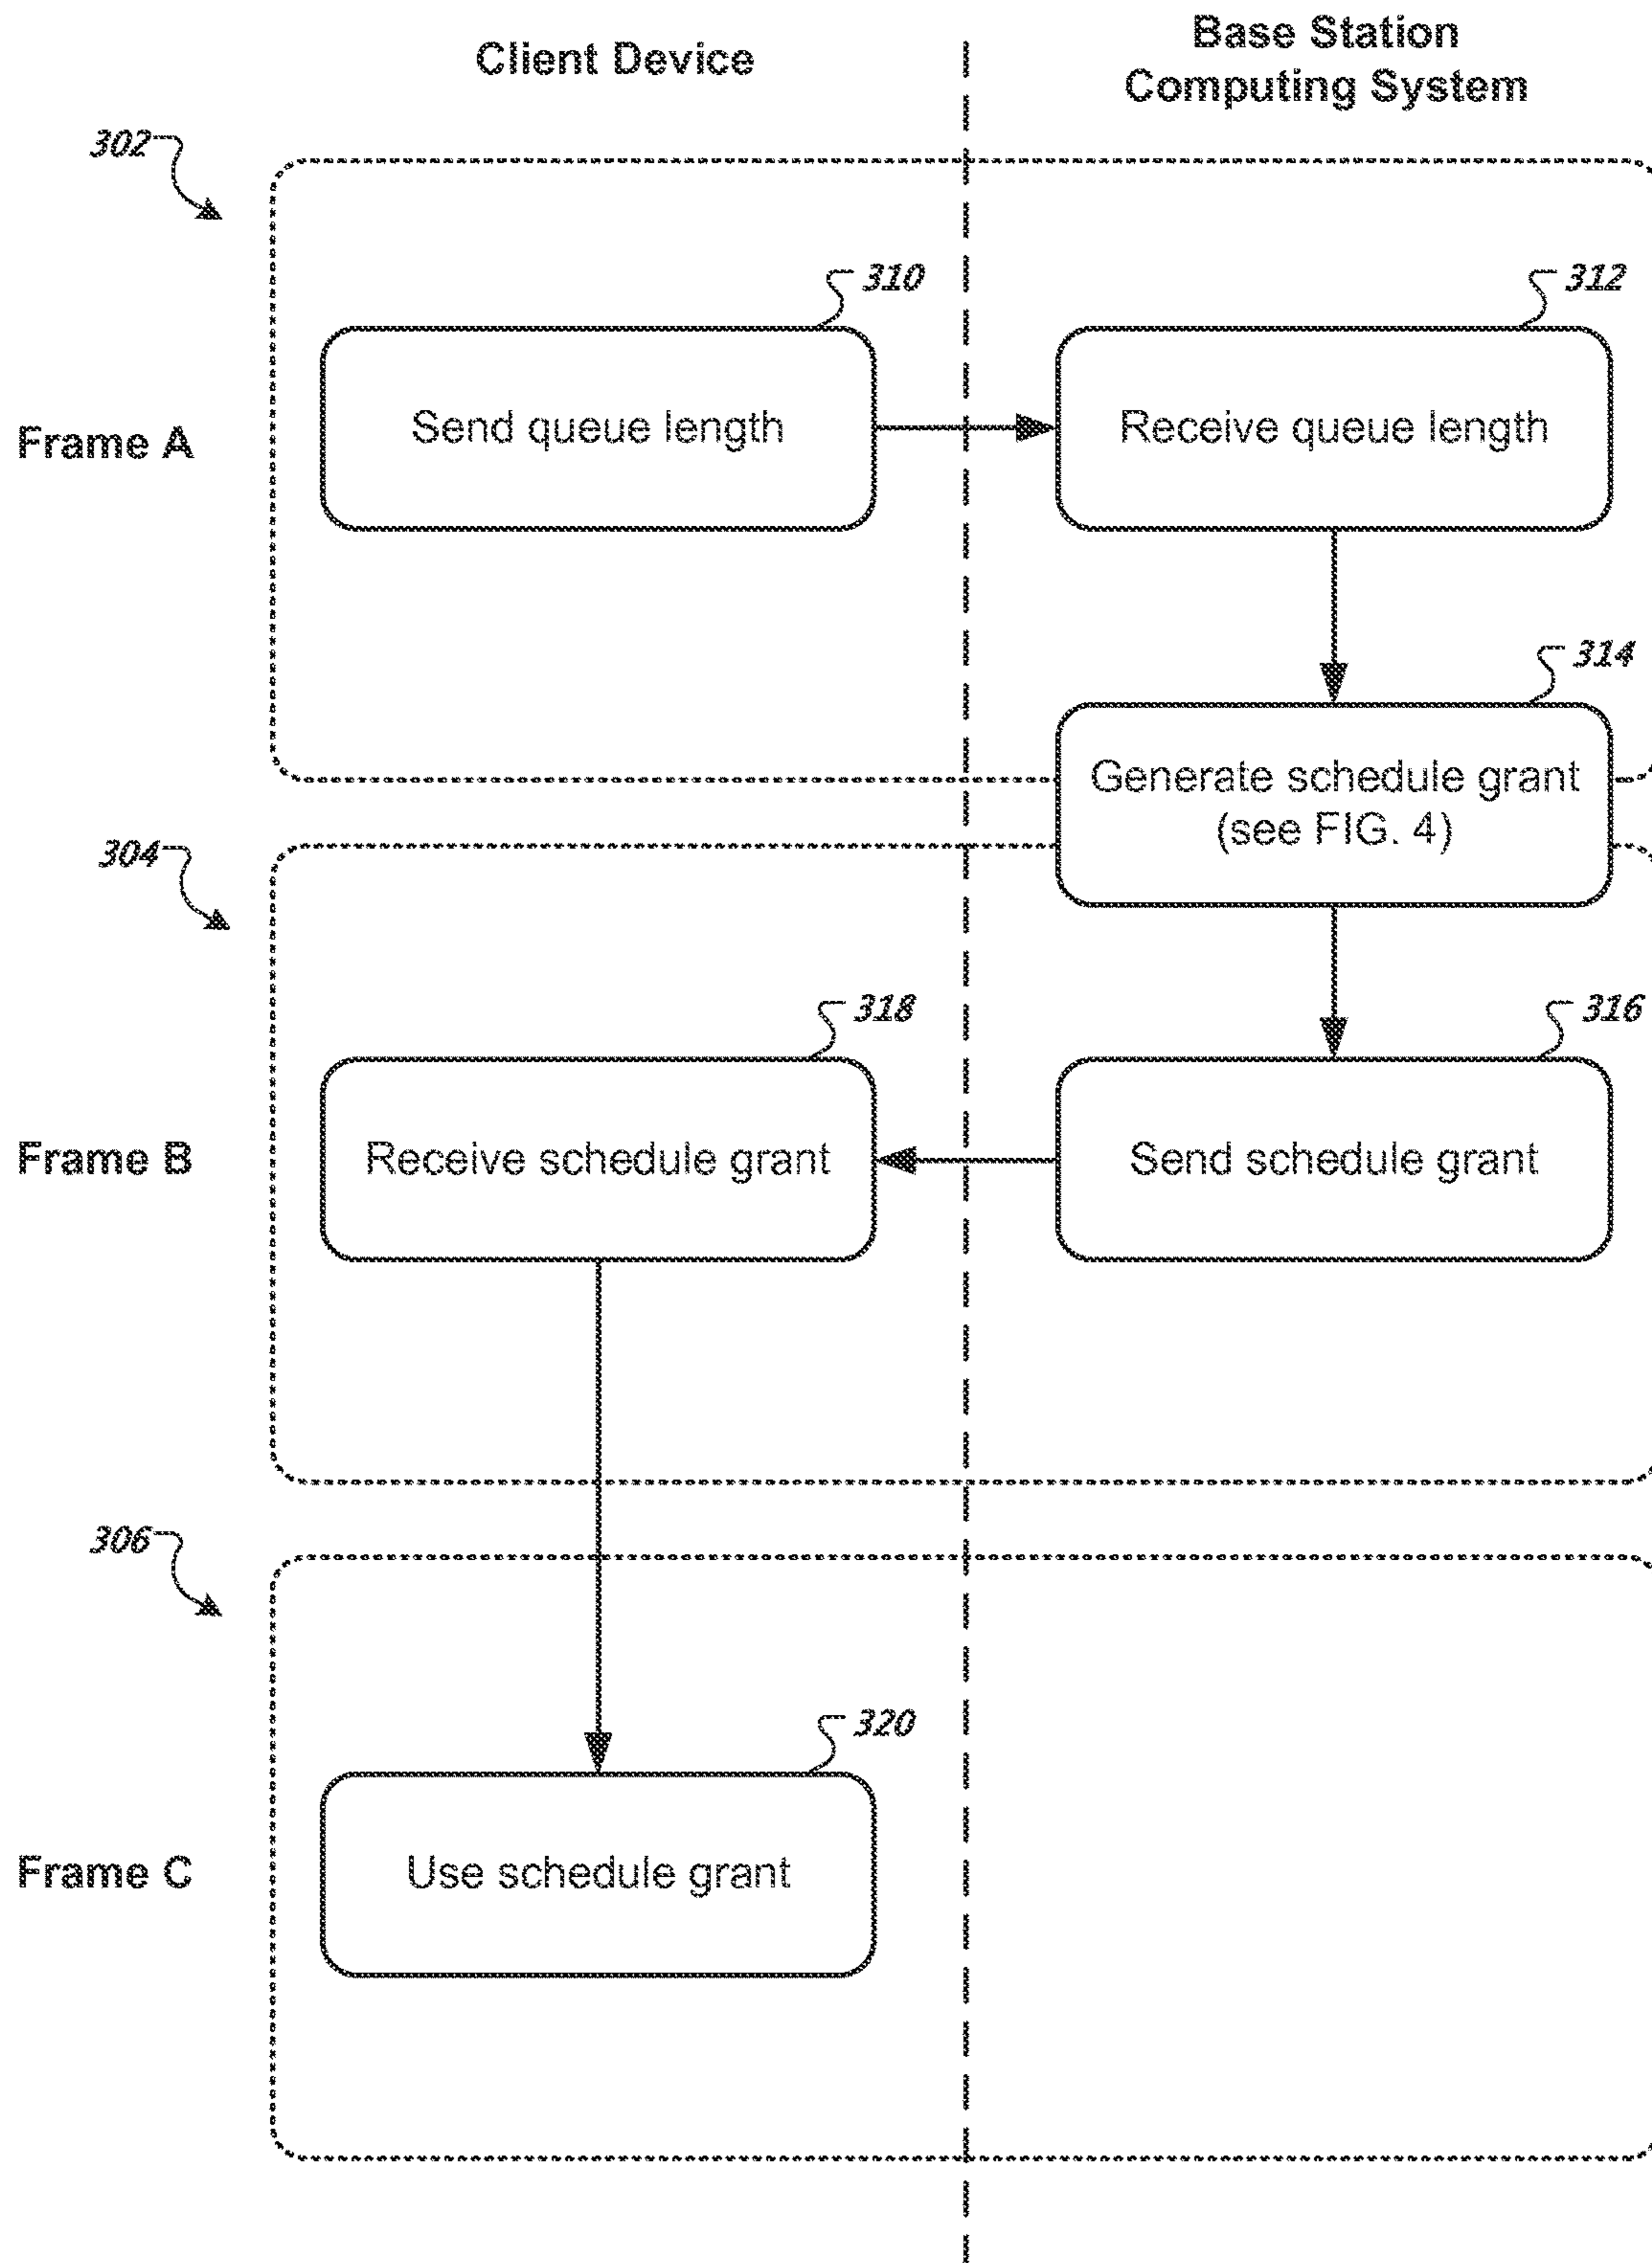 Client Device
Base Station
Computing System
302
310
312
Frame A
Send queue length
Receive queue length
314
Generate schedule grant
(see FIG. 4)
304
318
316
Frame B
Receive schedule grant
Send schedule grant
306
320
Frame C
Use schedule grant